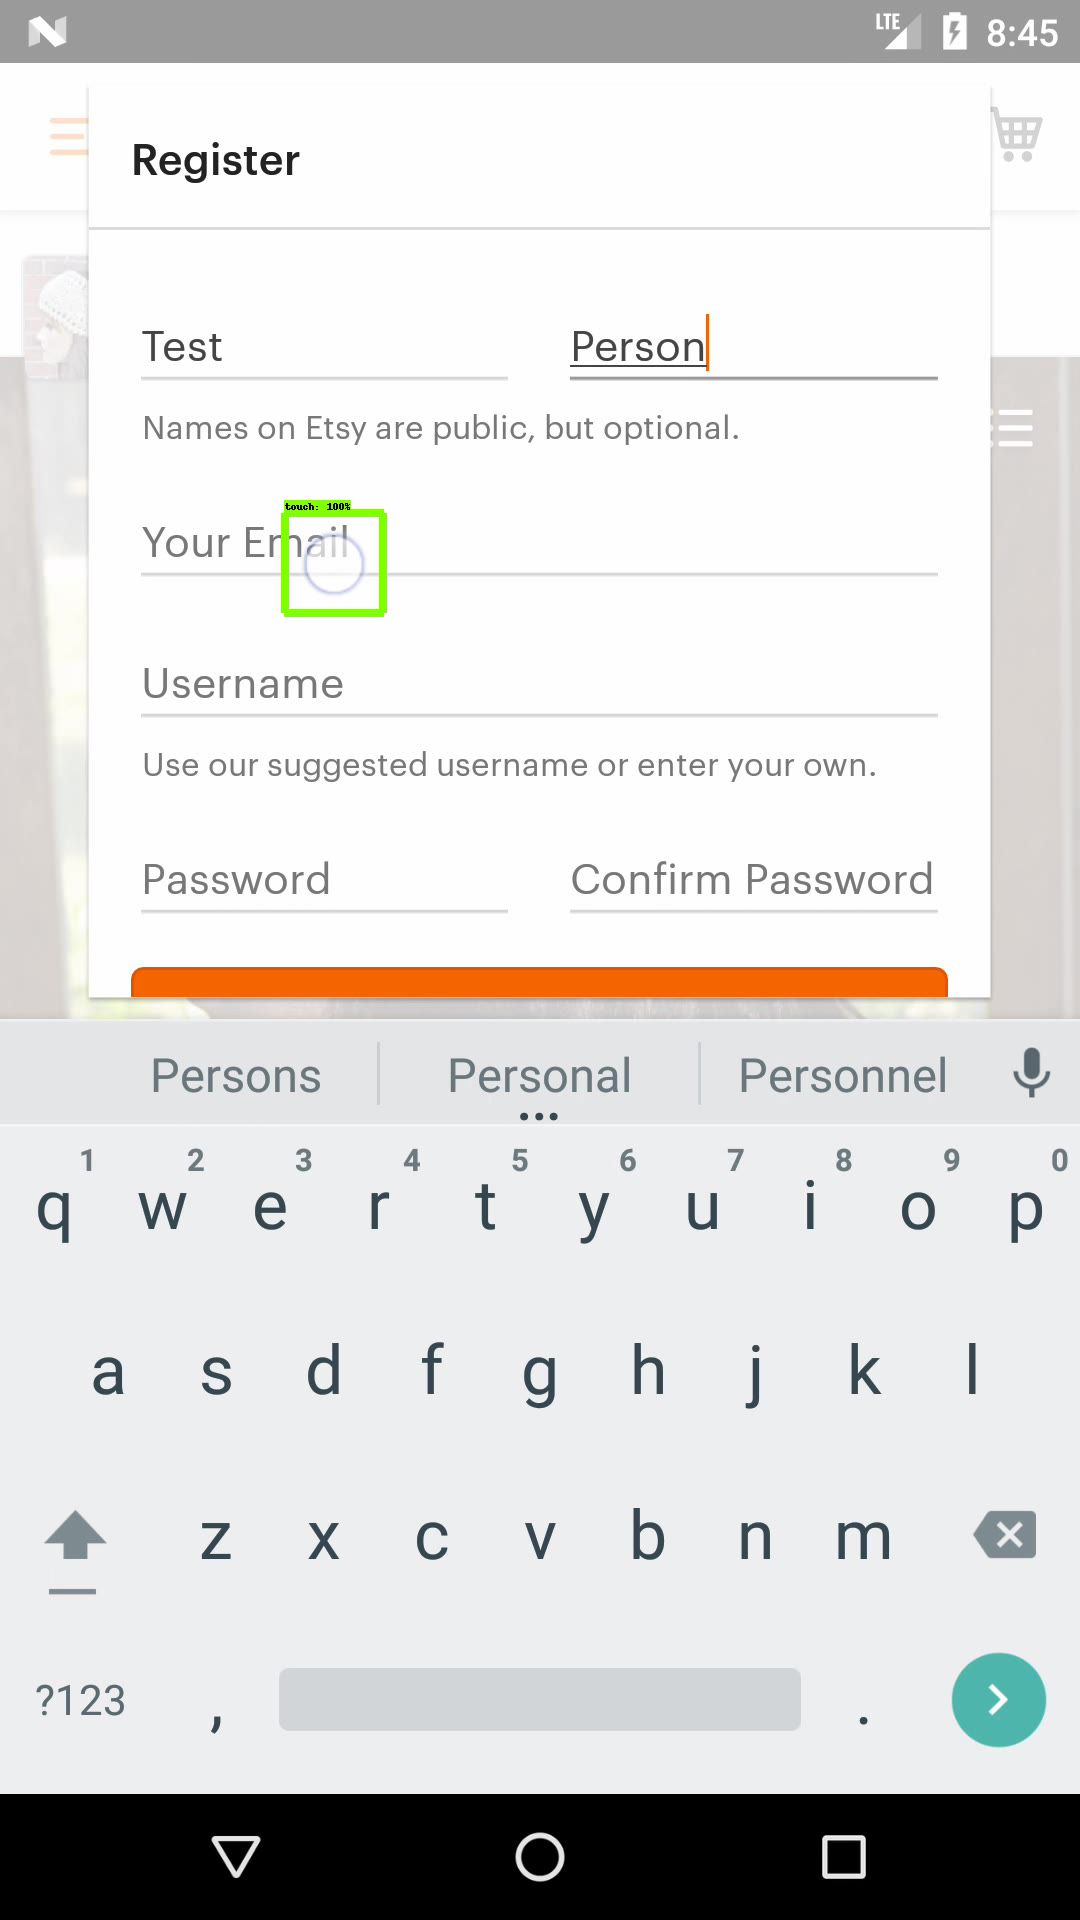 LTE 8:45
Register
Test Person
Names on Etsy are public, but optional.
touch: 100%
Your Email
Username
Use our suggested username or enter your own.
Password Confirm Password
Persons Personal Personnel
1 2 3 4 5 6 7 8 9 0
q w e r t y u i o p
a s d f g h j k l
z x c v b n m
?123 , .